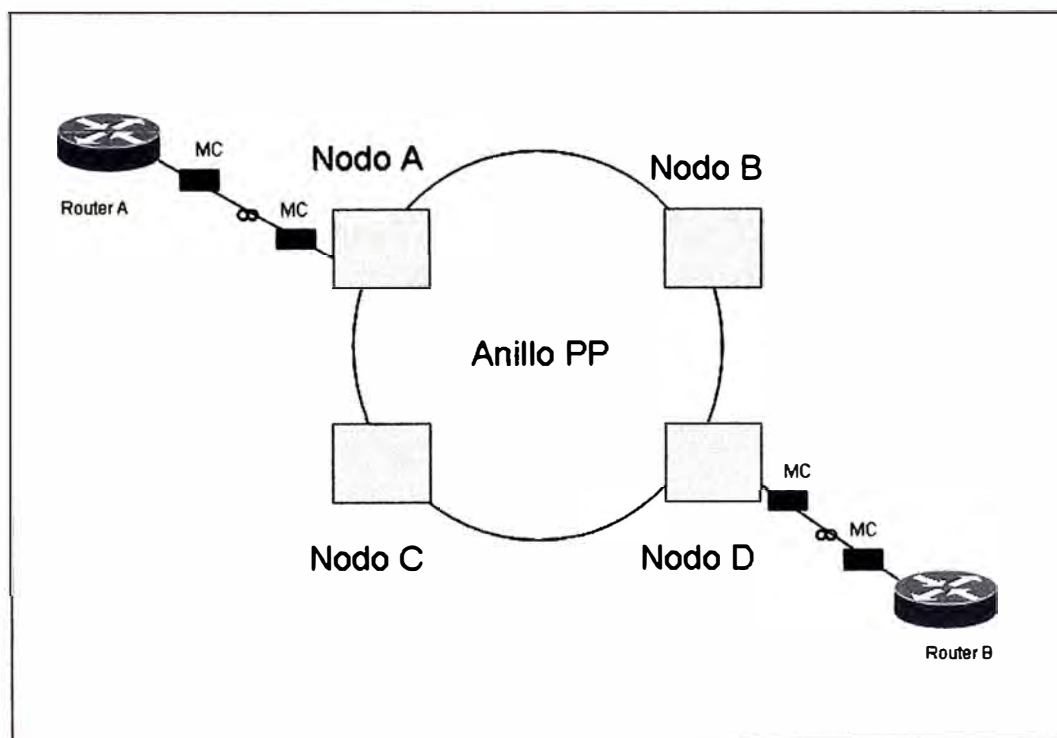 MC
Router A
MC
Nodo A
Nodo B
Anillo PP
Nodo C
Nodo D
MC
MC
Router B